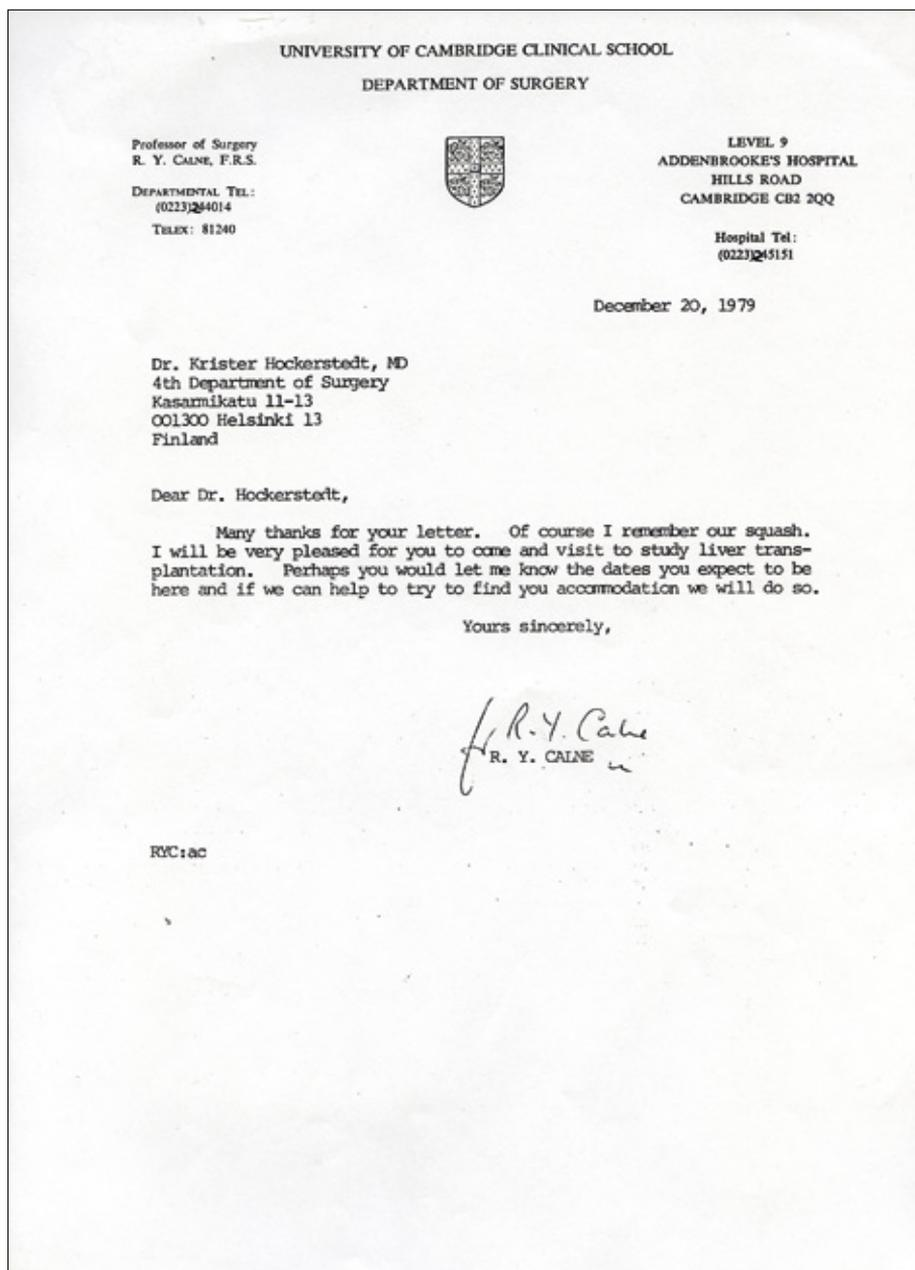 UNIVERSITY OF CAMBRIDGE CLINICAL SCHOOL
DEPARTMENT OF SURGERY
Professor of Surgery
R. Y. CALNE, F.R.S.
DEPARTMENTAL TEL:
(0223)244014
TELEX: 81240
LEVEL 9
ADDENBROOKE'S HOSPITAL
HILLS ROAD
CAMBRIDGE CB2 2QQ
Hospital Tel:
(0223)245151
December 20, 1979
Dr. Krister Hockerstedt, MD
4th Department of Surgery
Kasarmikatu 11-13
001300 Helsinki 13
Finland
Dear Dr. Hockerstedt,
Many thanks for your letter. Of course I remember our squash.
I will be very pleased for you to come and visit to study liver trans-
plantation. Perhaps you would let me know the dates you expect to be
here and if we can help to try to find you accommodation we will do so.
Yours sincerely,
for R.Y. Calne
R. Y. CALNE
RYC:ac